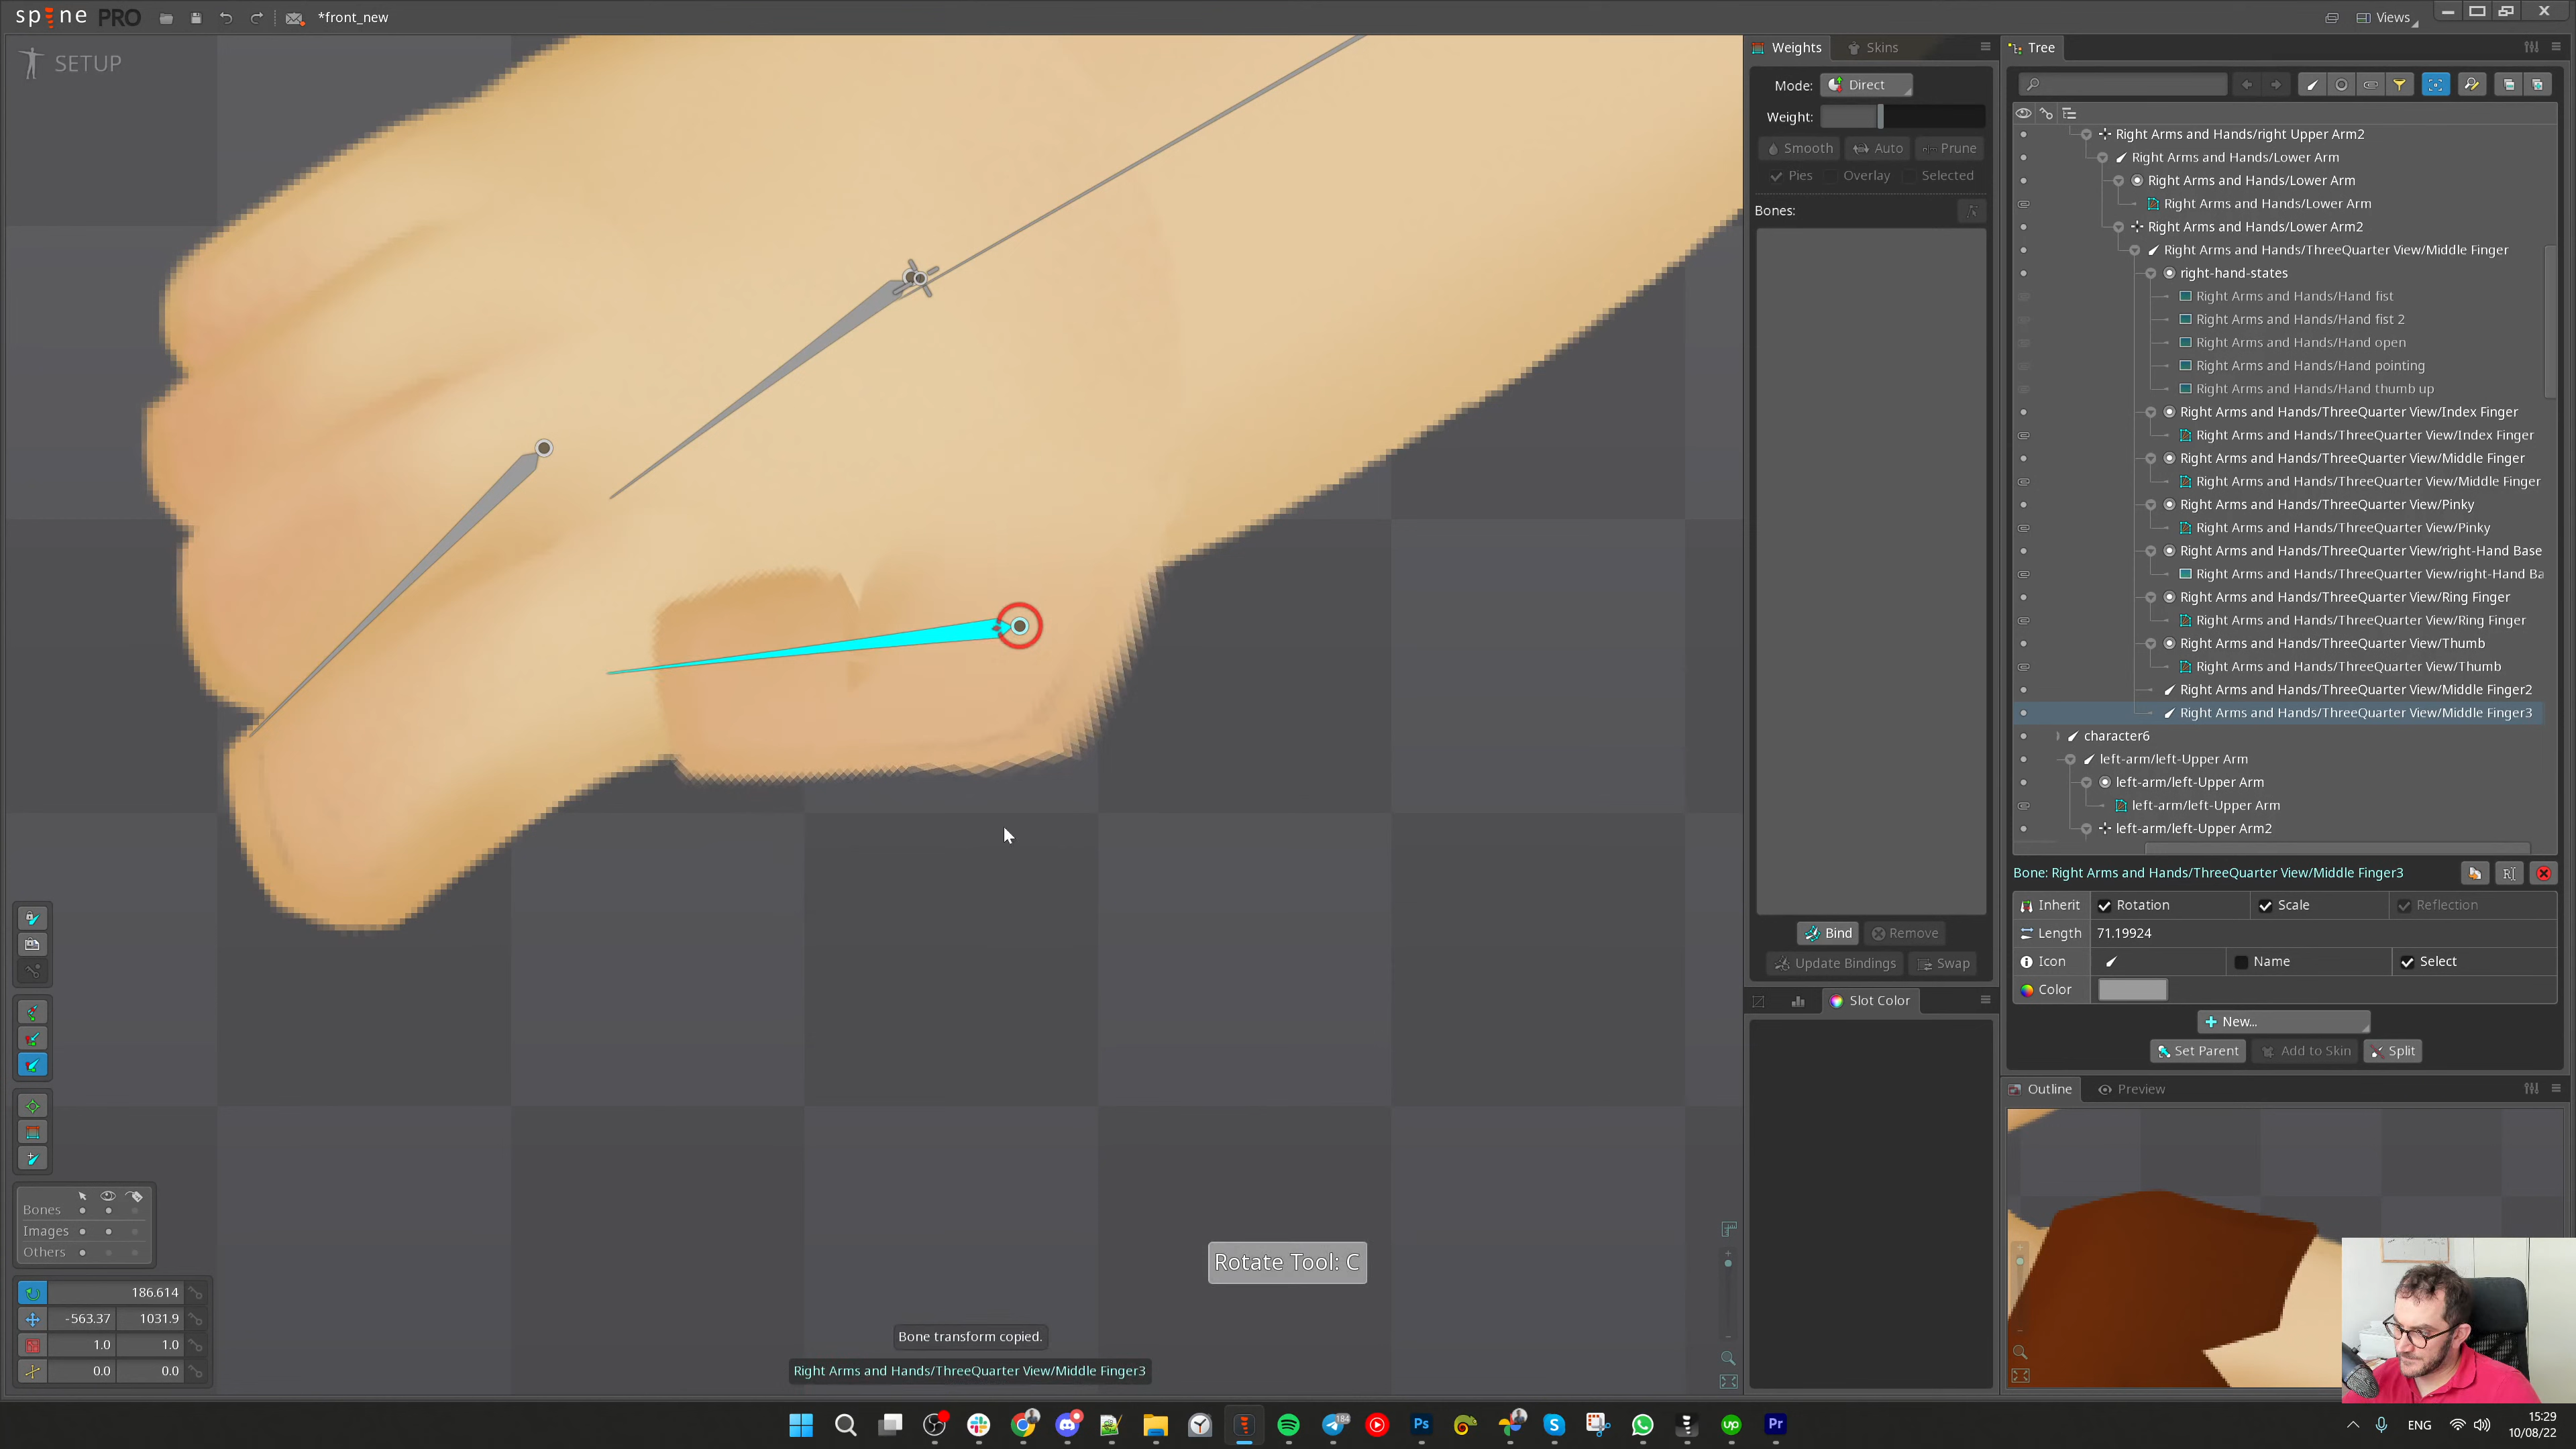 spine PRO
*front_new
Views
SETUP
Weights
Skins
Mode:
Direct
Weight:
Smooth
Auto
Prune
Pies
Overlay
Selected
Bones:
Bind
Remove
Update Bindings
Swap
Slot Color
Tree
Right Arms and Hands/right Upper Arm2
Right Arms and Hands/Lower Arm
Right Arms and Hands/Lower Arm
Right Arms and Hands/Lower Arm
Right Arms and Hands/Lower Arm2
Right Arms and Hands/ThreeQuarter View/Middle Finger
right-hand-states
Right Arms and Hands/Hand fist
Right Arms and Hands/Hand fist 2
Right Arms and Hands/Hand open
Right Arms and Hands/Hand pointing
Right Arms and Hands/Hand thumb up
Right Arms and Hands/ThreeQuarter View/Index Finger
Right Arms and Hands/ThreeQuarter View/Index Finger
Right Arms and Hands/ThreeQuarter View/Middle Finger
Right Arms and Hands/ThreeQuarter View/Middle Finger
Right Arms and Hands/ThreeQuarter View/Pinky
Right Arms and Hands/ThreeQuarter View/Pinky
Right Arms and Hands/ThreeQuarter View/right-Hand Base
Right Arms and Hands/ThreeQuarter View/right-Hand Ba
Right Arms and Hands/ThreeQuarter View/Ring Finger
Right Arms and Hands/ThreeQuarter View/Ring Finger
Right Arms and Hands/ThreeQuarter View/Thumb
Right Arms and Hands/ThreeQuarter View/Thumb
Right Arms and Hands/ThreeQuarter View/Middle Finger2
Right Arms and Hands/ThreeQuarter View/Middle Finger3
character6
left-arm/left-Upper Arm
left-arm/left-Upper Arm
left-arm/left-Upper Arm
left-arm/left-Upper Arm2
Bone: Right Arms and Hands/ThreeQuarter View/Middle Finger3
Inherit
Rotation
Scale
Reflection
Length
71.19924
Icon
Name
Select
Color
New...
Set Parent
Add to Skin
Split
Outline
Preview
Bones
Images
Others
186.614
-563.37 1031.9
1.0 1.0
0.0 0.0
Rotate Tool: C
Bone transform copied.
Right Arms and Hands/ThreeQuarter View/Middle Finger3
184
Ps
up
Pr
ENG
15:29
10/08/22